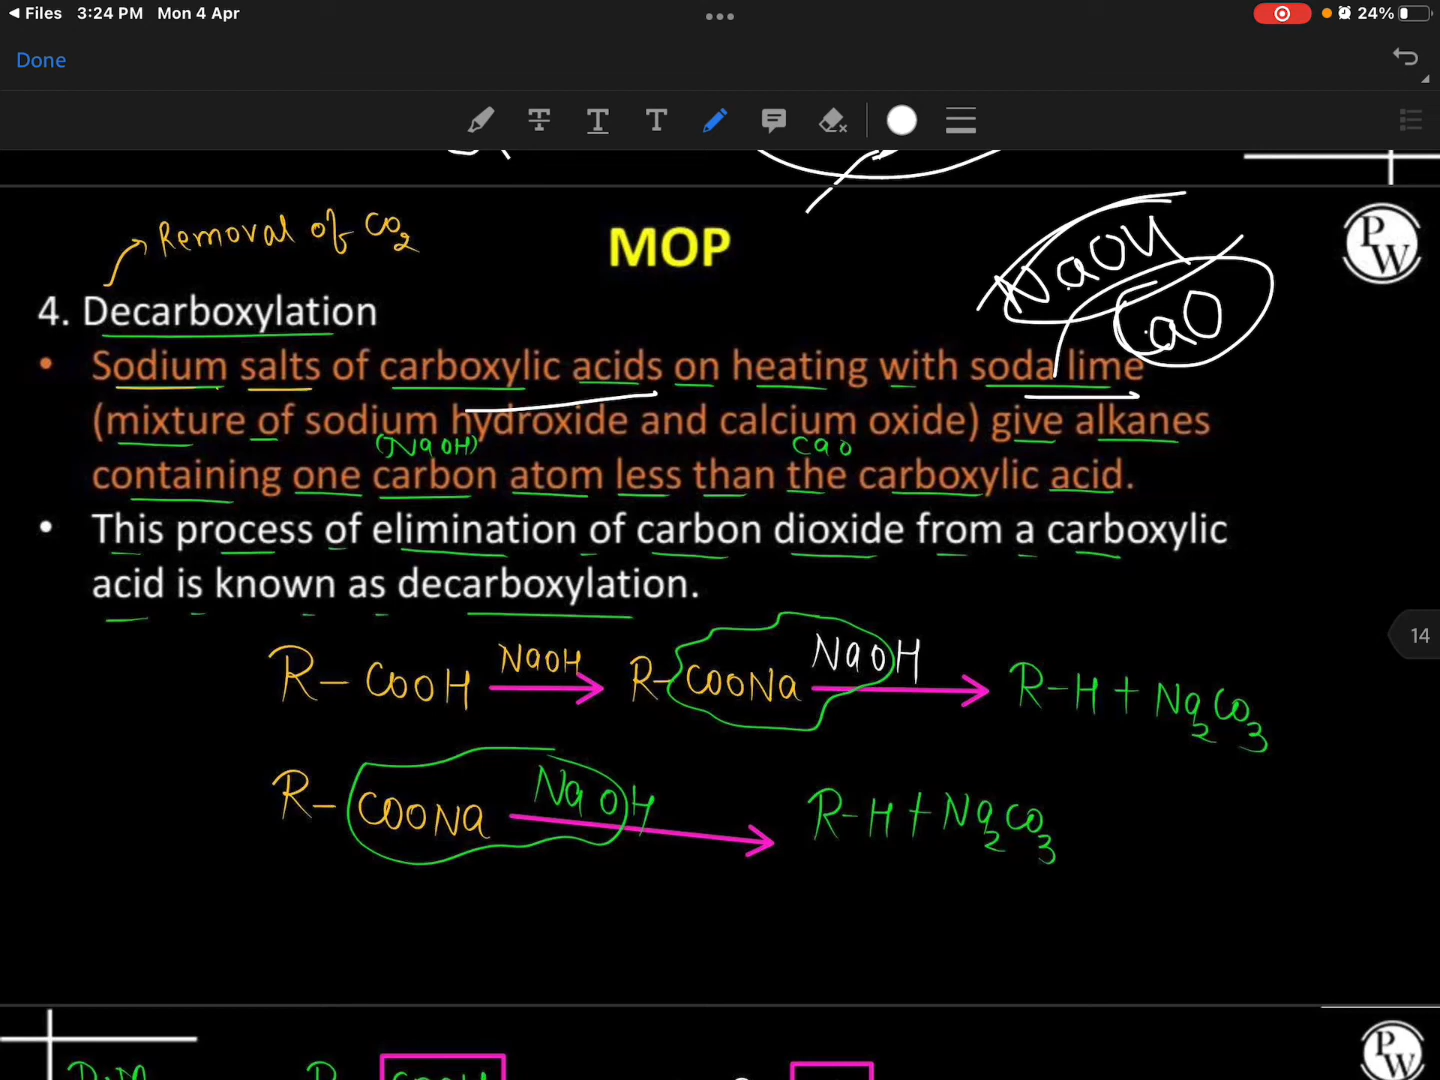 Files 3:24 PM Mon 4 Apr 24%
Done
T T T
Removal of CO2
MOP
NaOH
CaO
PW
4. Decarboxylation
• Sodium salts of carboxylic acids on heating with soda lime
(mixture of sodium hydroxide and calcium oxide) give alkanes
(NaOH) CaO
containing one carbon atom less than the carboxylic acid.
• This process of elimination of carbon dioxide from a carboxylic
acid is known as decarboxylation.
14
R-COOH NaOH R-COONa NaOH R-H + Na2CO3
R-COONa NaOH R-H + Na2CO3
PW